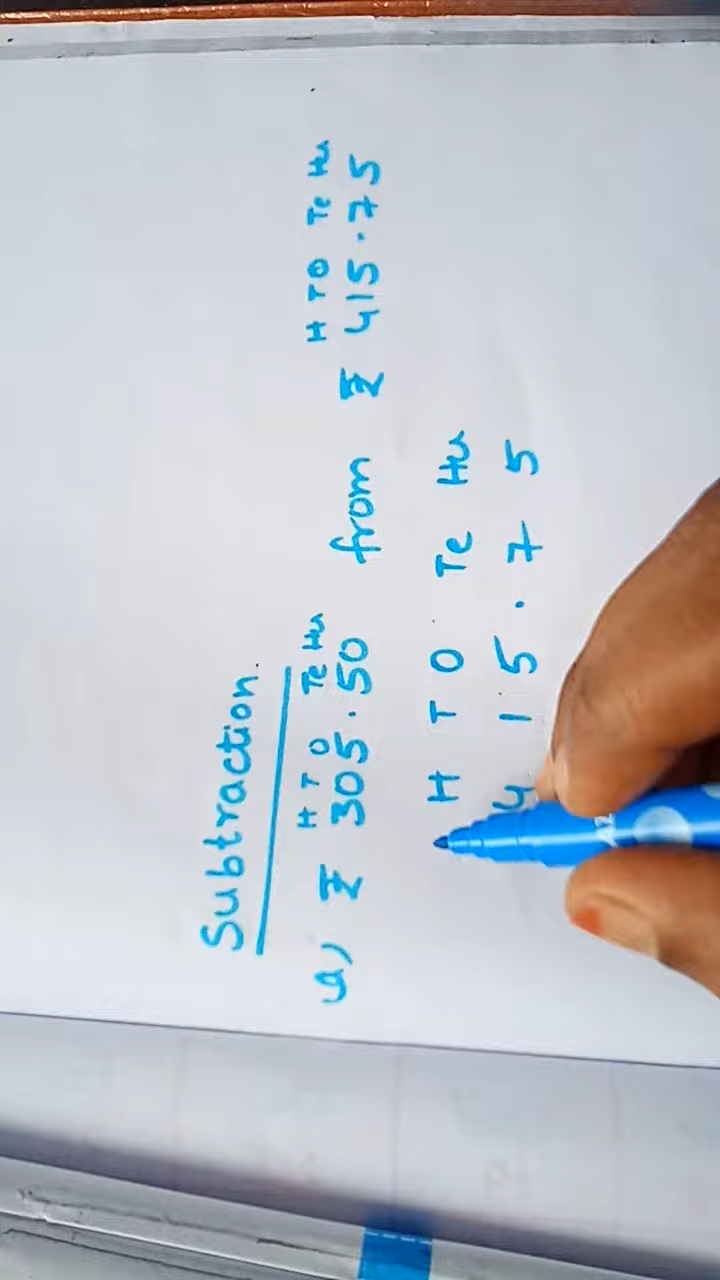 Subtraction.
H T O Te Hu H T O Te Hu
a) ₹ 305.50 from ₹ 415.75
H T O Te Hu
4 1 5 . 7 5